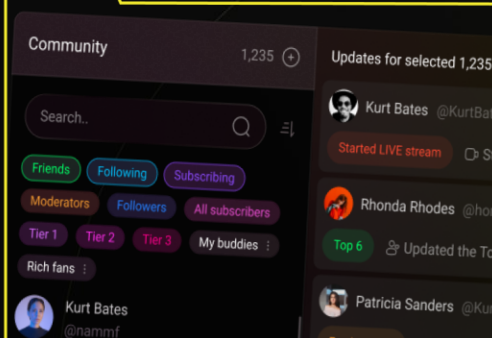 Community
1,235
Search..
Friends
Following
Subscribing
Moderators
Followers
All subscribers
Tier 1
Tier 2
Tier 3
My buddies
Rich fans
Kurt Bates
@nammf
Updates for selected 1,235
Kurt Bates
Started LIVE stream
Rhonda Rhodes
Top 6
Updated the
Patricia Sanders